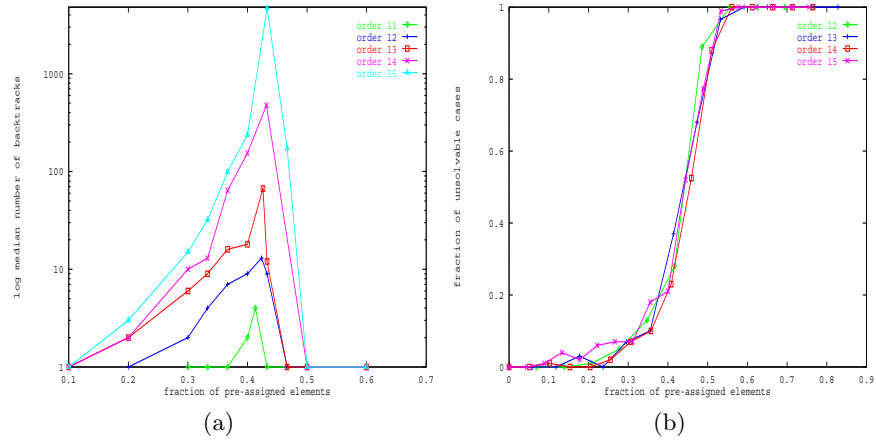 order 11
order 12
order 13
order 14
order 15
1000
100
10
1
log median number of backtracks
0.1 0.2 0.3 0.4 0.5 0.6 0.7
fraction of pre-assigned elements
(a)
order 12
order 13
order 14
order 15
1
0.8
0.6
0.4
0.2
0
fraction of unsolvable cases
0 0.1 0.2 0.3 0.4 0.5 0.6 0.7 0.8 0.9
fraction of pre-assigned elements
(b)